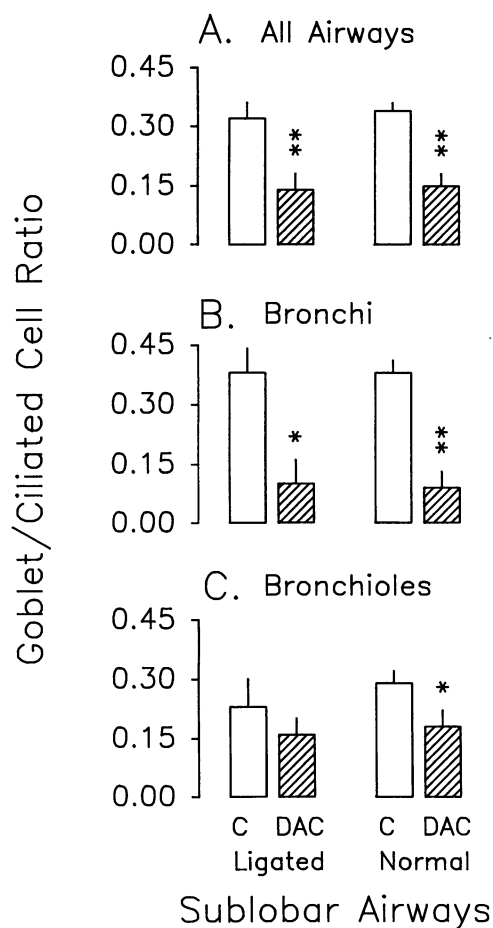 A. All Airways
0.45
0.30
0.15
0.00
**
**
B. Bronchi
0.45
0.30
0.15
0.00
*
**
C. Bronchioles
0.45
0.30
0.15
0.00
*
C DAC C DAC
Ligated Normal
Sublobar Airways
Goblet/Ciliated Cell Ratio